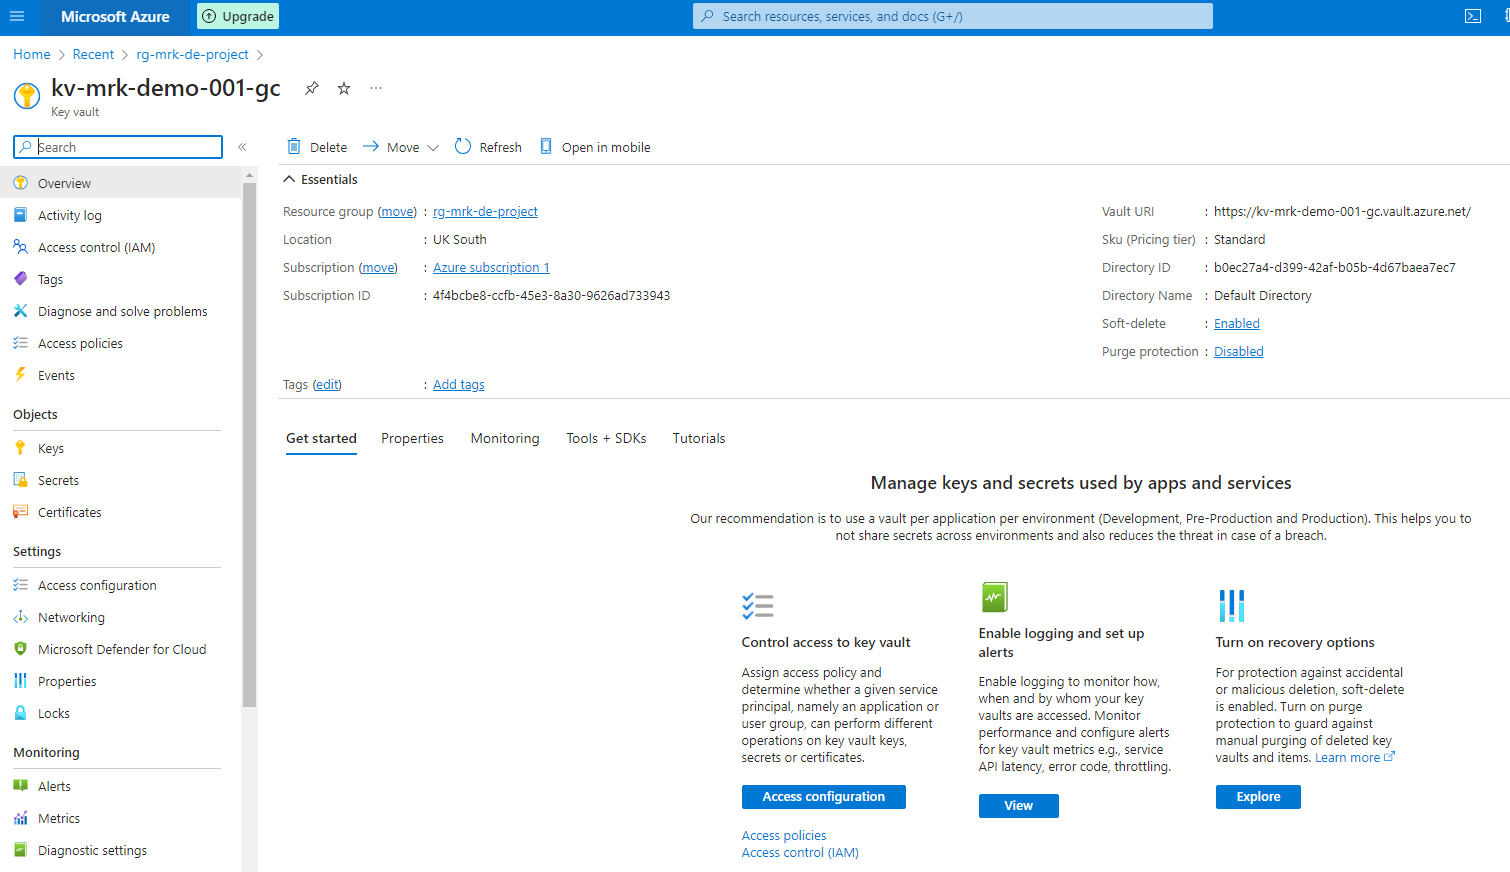 Microsoft Azure
Upgrade
Search resources, services, and docs (G+/)
Home > Recent > rg-mrk-de-project >
kv-mrk-demo-001-gc
Key vault
Search
Overview
Activity log
Access control (IAM)
Tags
Diagnose and solve problems
Access policies
Events
Objects
Keys
Secrets
Certificates
Settings
Access configuration
Networking
Microsoft Defender for Cloud
Properties
Locks
Monitoring
Alerts
Metrics
Diagnostic settings
Delete Move Refresh Open in mobile
Essentials
Resource group (move) : rg-mrk-de-project
Location : UK South
Subscription (move) : Azure subscription 1
Subscription ID : 4f4bcbe8-ccfb-45e3-8a30-9626ad733943
Vault URI : https://kv-mrk-demo-001-gc.vault.azure.net/
Sku (Pricing tier) : Standard
Directory ID : b0ec27a4-d399-42af-b05b-4d67baea7ec7
Directory Name : Default Directory
Soft-delete : Enabled
Purge protection : Disabled
Tags (edit) : Add tags
Get started Properties Monitoring Tools + SDKs Tutorials
Manage keys and secrets used by apps and services
Our recommendation is to use a vault per application per environment (Development, Pre-Production and Production). This helps you to
not share secrets across environments and also reduces the threat in case of a breach.
Control access to key vault
Assign access policy and
determine whether a given service
principal, namely an application or
user group, can perform different
operations on key vault keys,
secrets or certificates.
Access configuration
Access policies
Access control (IAM)
Enable logging and set up
alerts
Enable logging to monitor how,
when and by whom your key
vaults are accessed. Monitor
performance and configure alerts
for key vault metrics e.g., service
API latency, error code, throttling.
View
Turn on recovery options
For protection against accidental
or malicious deletion, soft-delete
is enabled. Turn on purge
protection to guard against
manual purging of deleted key
vaults and items. Learn more
Explore